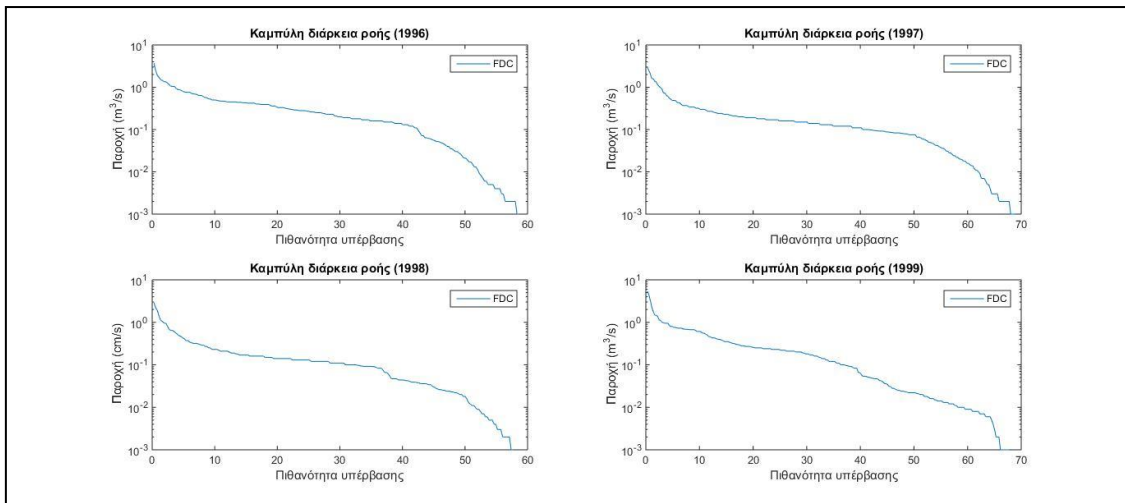 Καμπύλη διάρκεια ροής (1996)
10^1
10^0
10^-1
10^-2
10^-3
Παροχή (m^3/s)
FDC
0 10 20 30 40 50 60
Πιθανότητα υπέρβασης
Καμπύλη διάρκεια ροής (1997)
10^1
10^0
10^-1
10^-2
10^-3
Παροχή (m^3/s)
FDC
0 10 20 30 40 50 60 70
Πιθανότητα υπέρβασης
Καμπύλη διάρκεια ροής (1998)
10^1
10^0
10^-1
10^-2
10^-3
Παροχή (cm/s)
FDC
0 10 20 30 40 50 60
Πιθανότητα υπέρβασης
Καμπύλη διάρκεια ροής (1999)
10^1
10^0
10^-1
10^-2
10^-3
Παροχή (m^3/s)
FDC
0 10 20 30 40 50 60 70
Πιθανότητα υπέρβασης